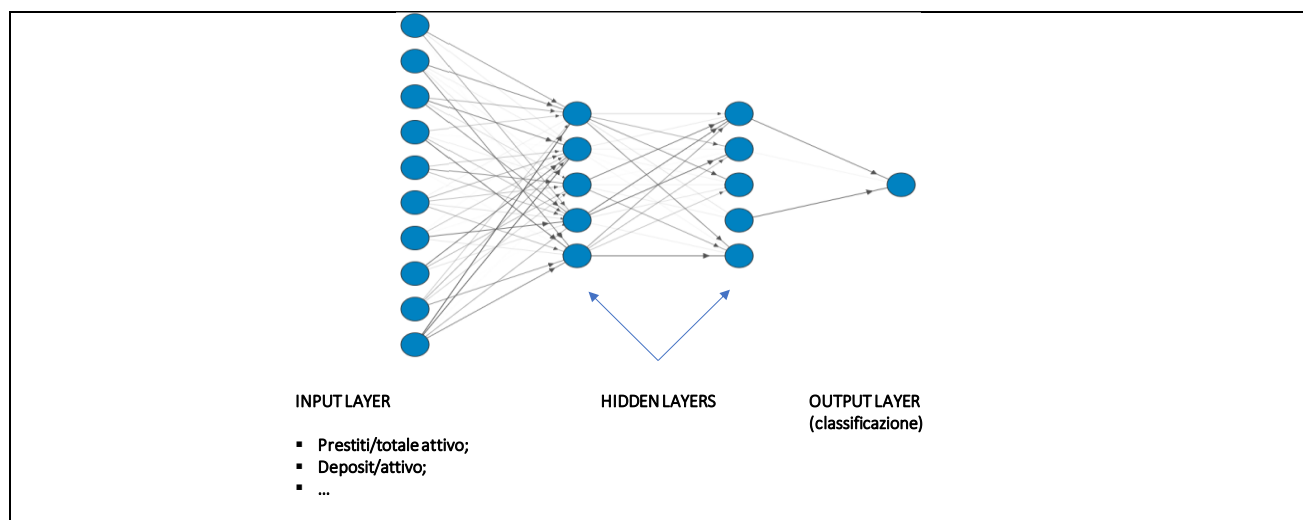 INPUT LAYER
HIDDEN LAYERS
OUTPUT LAYER
(classificazione)
▪ Prestiti/totale attivo;
▪ Deposit/attivo;
▪ ...